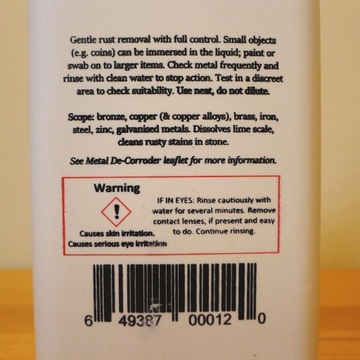 Gentle rust removal with full control. Small objects
(e.g. coins) can be immersed in the liquid; paint or
swab on to larger items. Check metal frequently and
rinse with clean water to stop action. Test in a discreet
area to check suitability. Use neat, do not dilute.
Scope: bronze, copper (& copper alloys), brass, iron,
steel, zinc, galvanised metals. Dissolves lime scale,
cleans rusty stains in stone.
See Metal De-Corroder leaflet for more information.
Warning
Causes skin irritation.
Causes serious eye irritation
IF IN EYES: Rinse cautiously with
water for several minutes. Remove
contact lenses, if present and easy
to do. Continue rinsing.
6 49387 00012 0